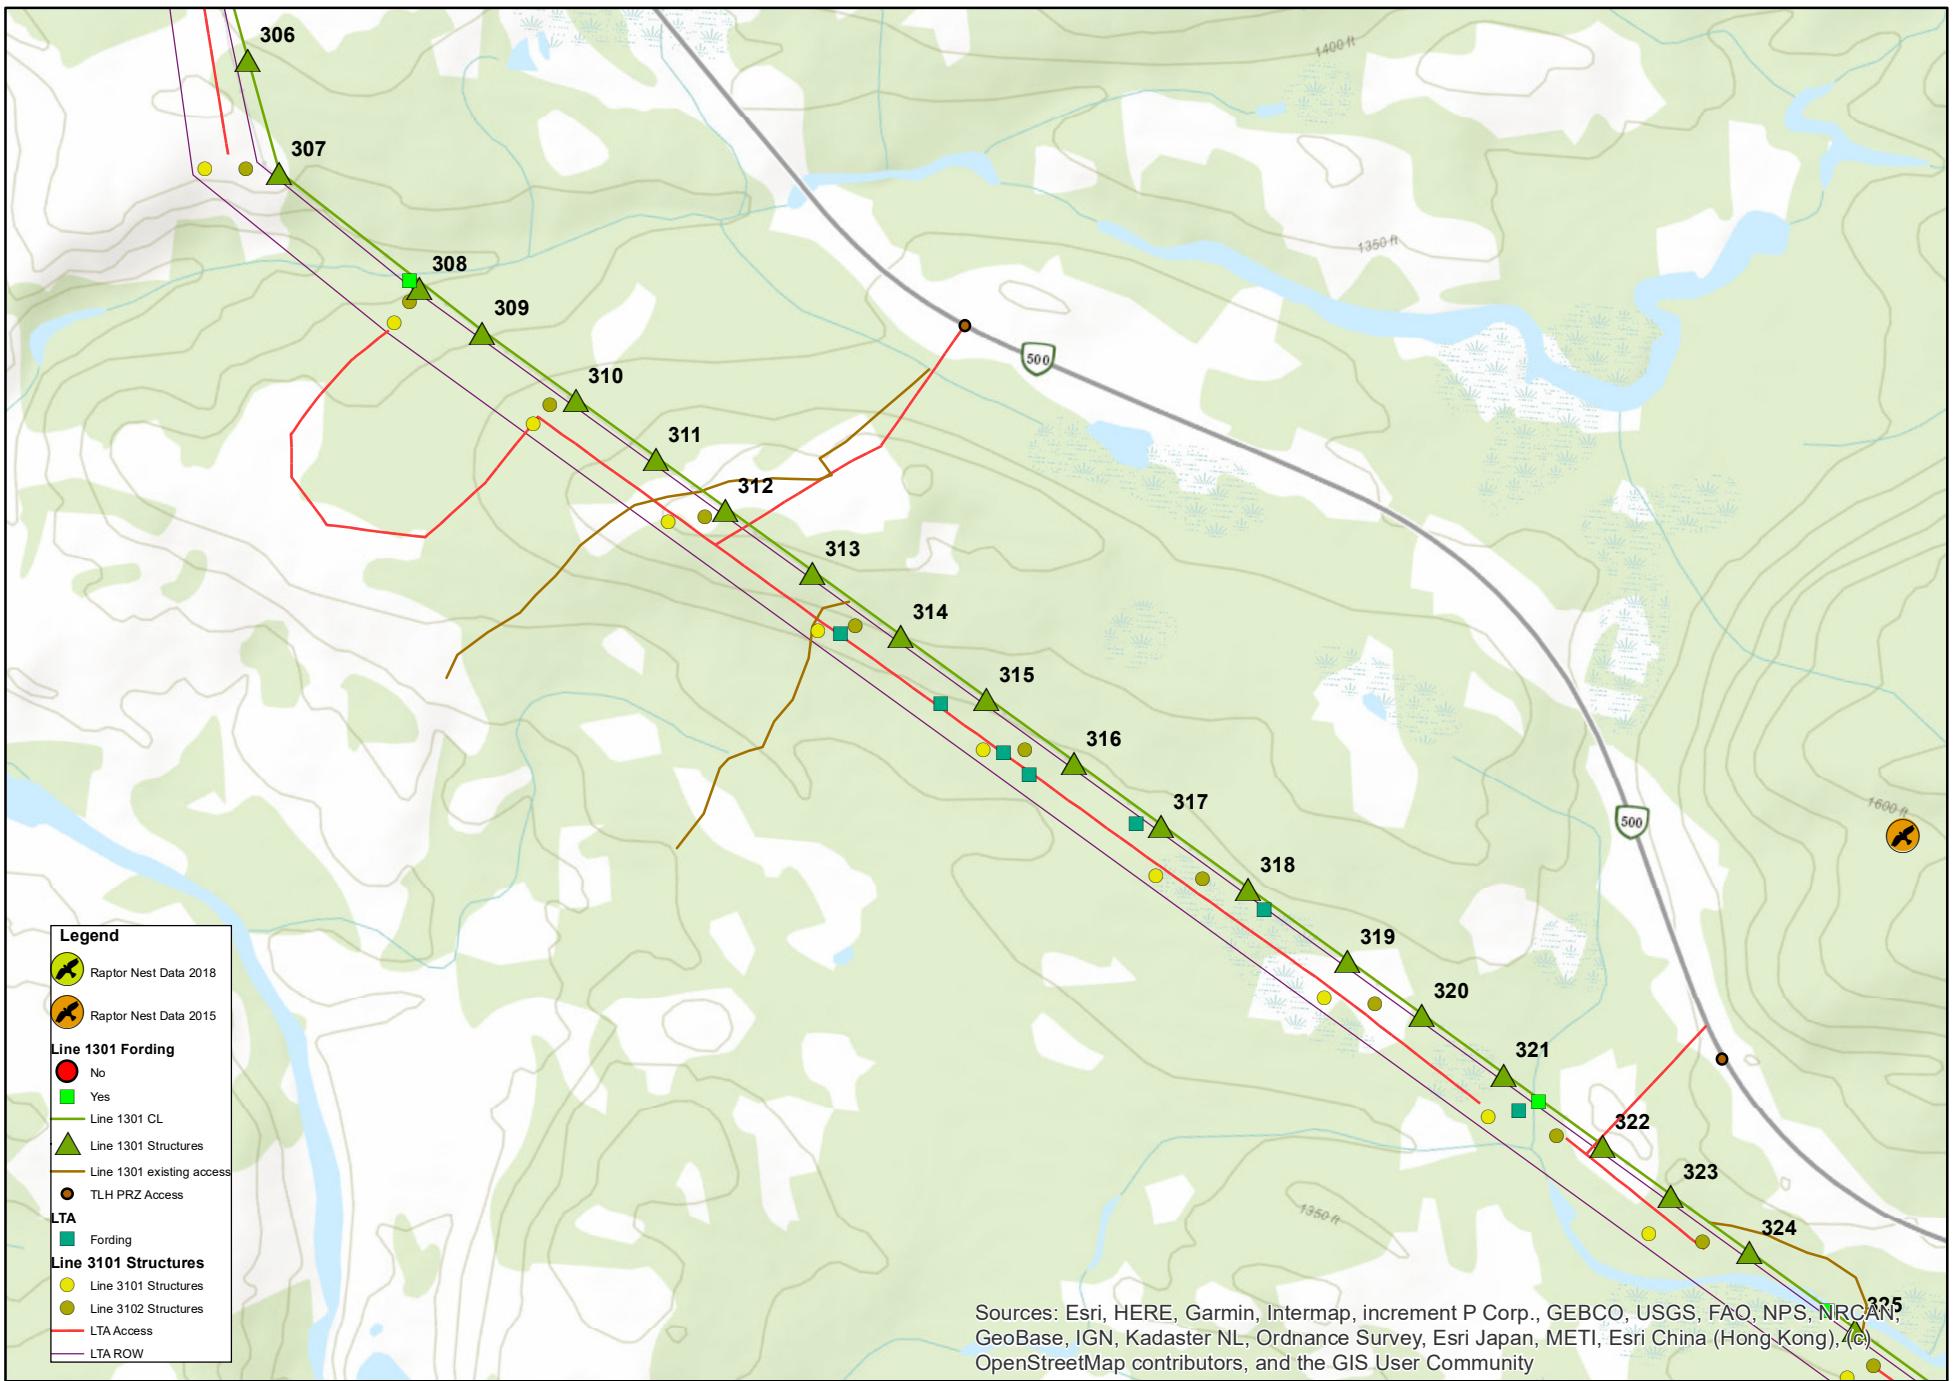 306
307
308
309
310
311
312
313
314
315
316
317
318
319
320
321
322
323
324
325
1400 ft
1350 ft
500
500
1600 ft
1350 ft
Legend
Raptor Nest Data 2018
Raptor Nest Data 2015
Line 1301 Fording
No
Yes
Line 1301 CL
Line 1301 Structures
Line 1301 existing access
TLH PRZ Access
LTA
Fording
Line 3101 Structures
Line 3101 Structures
Line 3102 Structures
LTA Access
LTA ROW
Sources: Esri, HERE, Garmin, Intermap, increment P Corp., GEBCO, USGS, FAO, NPS, NRCAN,
GeoBase, IGN, Kadaster NL, Ordnance Survey, Esri Japan, METI, Esri China (Hong Kong), (c)
OpenStreetMap contributors, and the GIS User Community